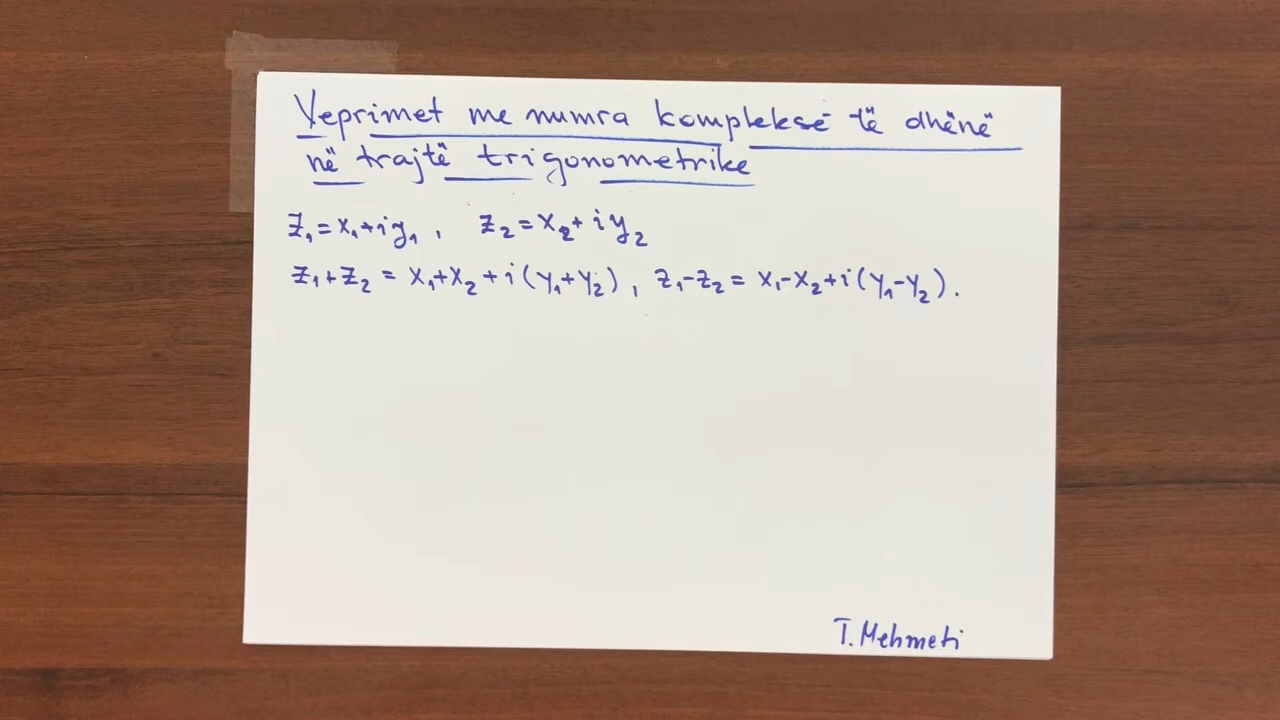 Veprimet me numra kompleksë të dhënë
në trajtë trigonometrike
z₁=x₁+iy₁, z₂=x₂+iy₂
z₁+z₂=x₁+x₂+i(y₁+y₂), z₁-z₂=x₁-x₂+i(y₁-y₂).
T.Mehmeti